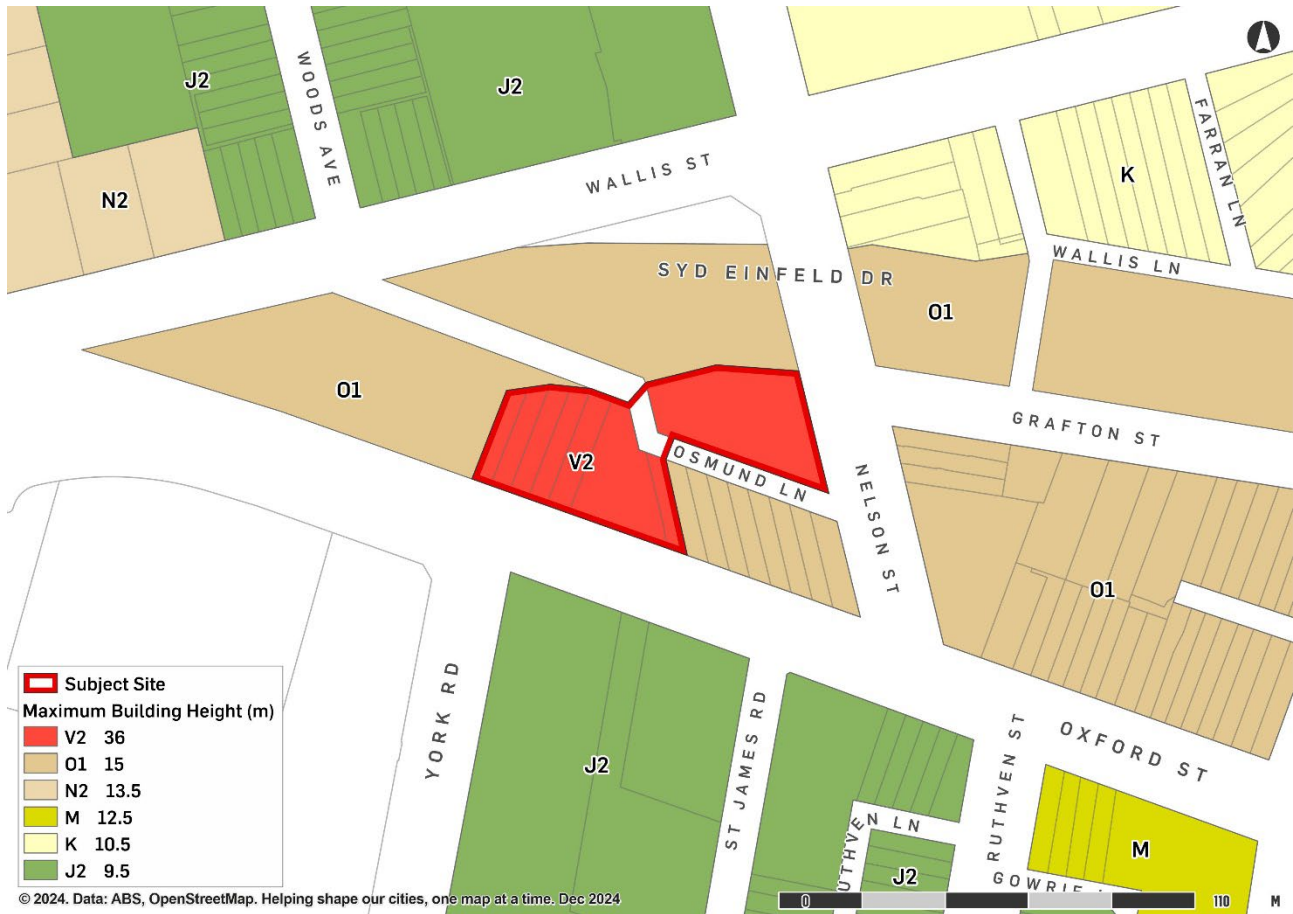 J2
WOODS AVE
J2
WALLIS ST
N2
K
FARRAN LN
WALLIS LN
SYD EINFELD DR
O1
O1
GRAFTON ST
V2
OSMUND LN
NELSON ST
O1
YORK RD
J2
ST JAMES RD
RUTHVEN ST
OXFORD ST
UTHVEN LN
J2
M
GOWRIE
Subject Site
Maximum Building Height (m)
V2 36
O1 15
N2 13.5
M 12.5
K 10.5
J2 9.5
© 2024. Data: ABS, OpenStreetMap. Helping shape our cities, one map at a time. Dec 2024
0 110 M